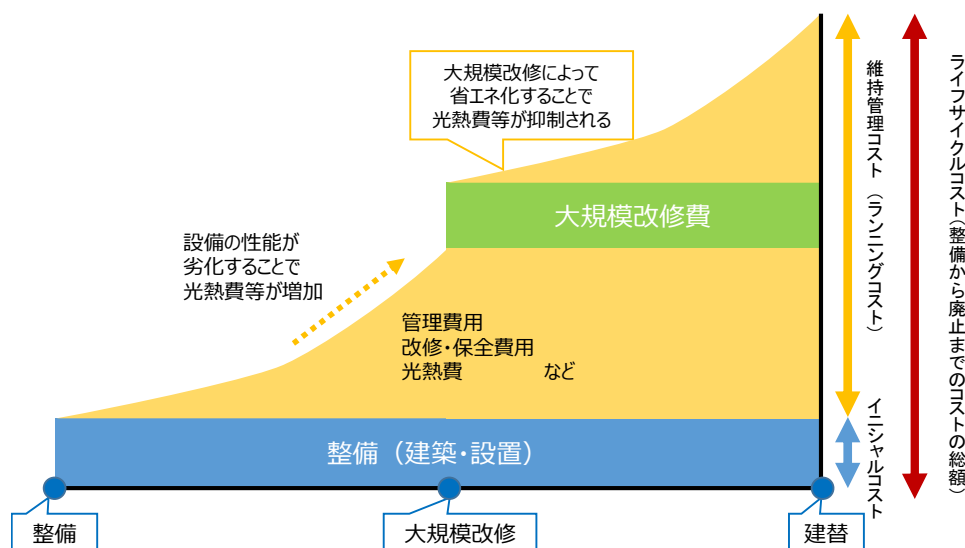 大規模改修によって
省エネ化することで
光熱費等が抑制される
大規模改修費
設備の性能が
劣化することで
光熱費等が増加
管理費用
改修・保全費用
光熱費　　　　など
整備（建築・設置）
整備
大規模改修
建替
維持管理コスト（ランニングコスト）
イニシャルコスト
ライフサイクルコスト（整備から廃止までのコストの総額）